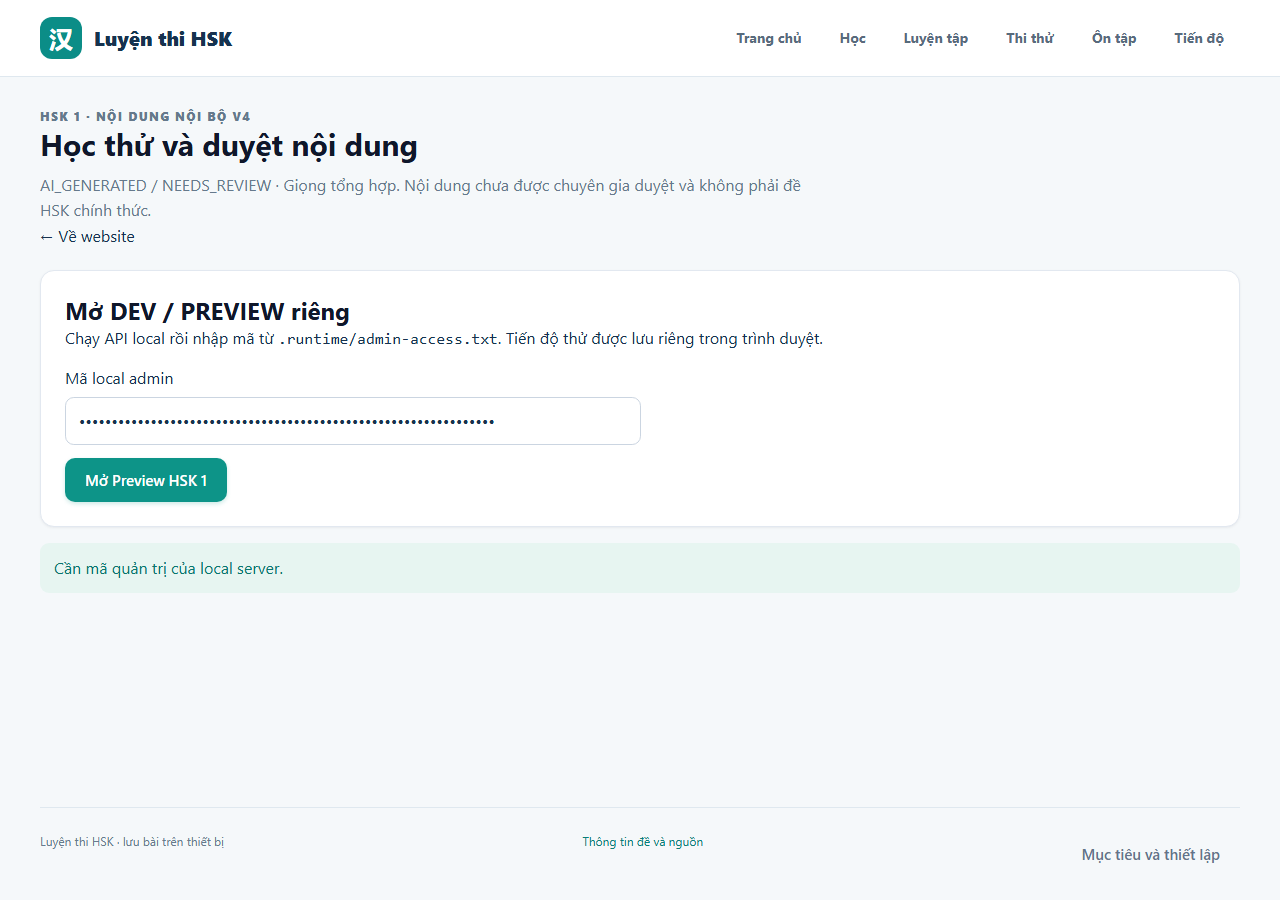 汉 Luyện thi HSK
Trang chủ Học Luyện tập Thi thử Ôn tập Tiến độ
HSK 1 · NỘI DUNG NỘI BỘ V4
Học thử và duyệt nội dung
AI_GENERATED / NEEDS_REVIEW · Giọng tổng hợp. Nội dung chưa được chuyên gia duyệt và không phải đề
HSK chính thức.
← Về website
Mở DEV / PREVIEW riêng
Chạy API local rồi nhập mã từ .runtime/admin-access.txt. Tiến độ thử được lưu riêng trong trình duyệt.
Mã local admin
Mở Preview HSK 1
Cần mã quản trị của local server.
Luyện thi HSK · lưu bài trên thiết bị
Thông tin đề và nguồn
Mục tiêu và thiết lập